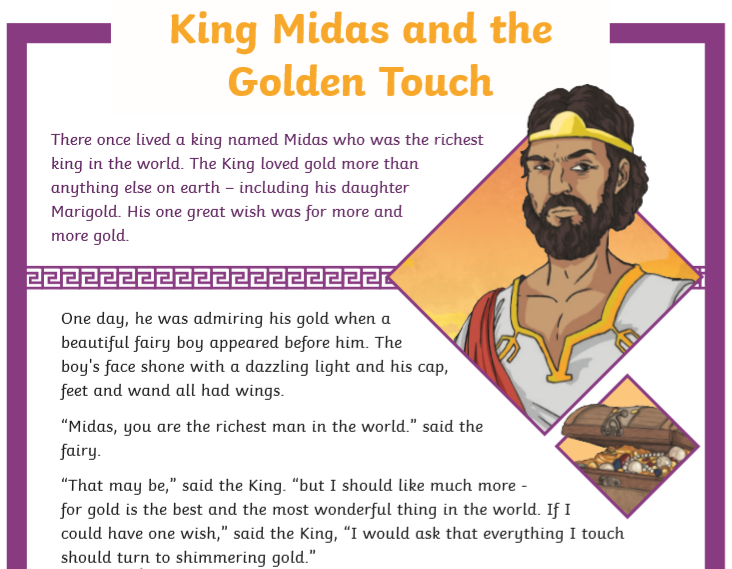 King Midas and the
Golden Touch
There once lived a king named Midas who was the richest
king in the world. The King loved gold more than
anything else on earth – including his daughter
Marigold. His one great wish was for more and
more gold.
One day, he was admiring his gold when a
beautiful fairy boy appeared before him. The
boy's face shone with a dazzling light and his cap,
feet and wand all had wings.
“Midas, you are the richest man in the world.” said the
fairy.
“That may be,” said the King. “but I should like much more -
for gold is the best and the most wonderful thing in the world. If I
could have one wish,” said the King, “I would ask that everything I touch
should turn to shimmering gold.”